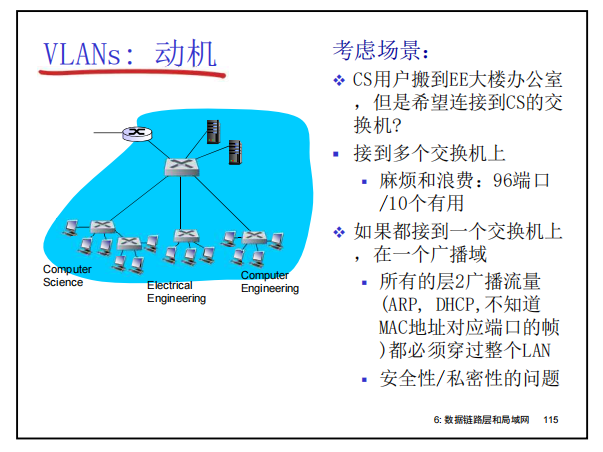 VLANs: 动机
考虑场景:
CS用户搬到EE大楼办公室
，但是希望连接到CS的交
换机?
接到多个交换机上
麻烦和浪费: 96端口
/10个有用
如果都接到一个交换机上
，在一个广播域
所有的层2广播流量
(ARP, DHCP,不知道
MAC地址对应端口的帧
)都必须穿过整个LAN
安全性/私密性的问题
Computer
Science
Electrical
Engineering
Computer
Engineering
6: 数据链路层和局域网 115